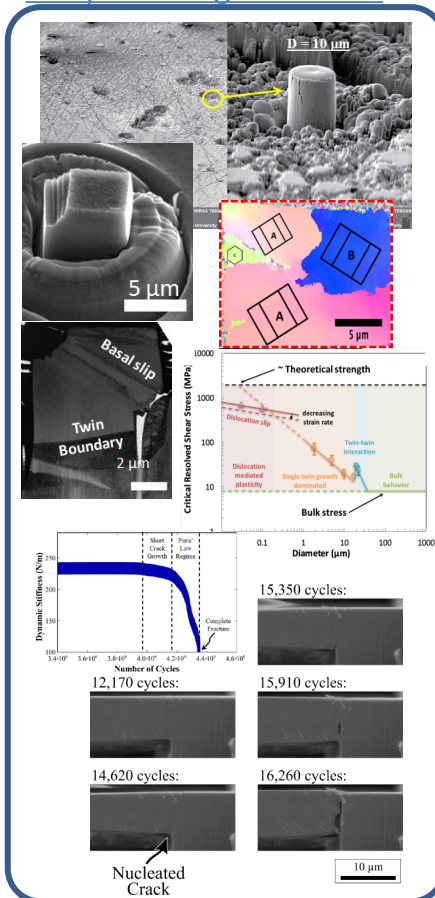 D = 10 µm
MIRA3 TESCAN
University
5 µm
A
B
c
A
5 µm
Basal slip
Twin
Boundary
2 µm
~ Theoretical strength
decreasing
strain rate
Dislocation slip
Twin-twin
interaction
Dislocation
mediated
plasticity
Single twin growth
dominated
Bulk
behavior
Bulk stress
Critical Resolved Shear Stress (MPa)
10000
1000
100
10
1
0.01 0.1 1 10 100 1000
Diameter (µm)
Short
Crack
Growth
Paris'
Law
Regime
Complete
Fracture
Dynamic Stiffness (N/m)
250
200
150
100
Number of Cycles
15,350 cycles:
12,170 cycles:
15,910 cycles:
14,620 cycles:
16,260 cycles:
Nucleated
Crack
10 µm